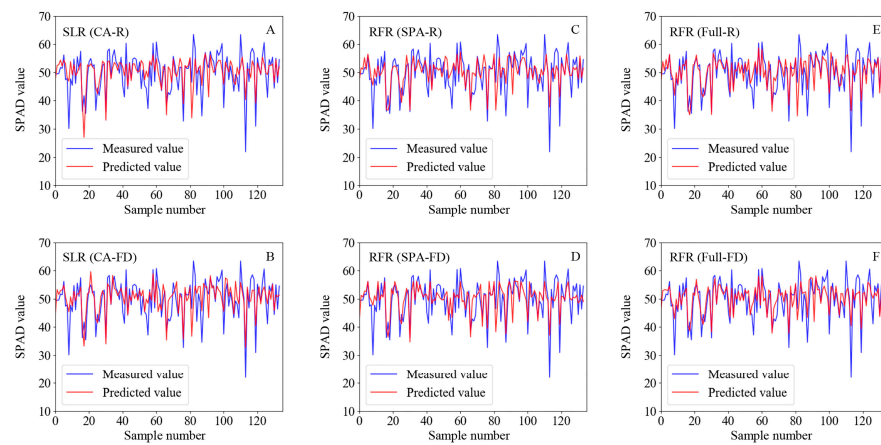 SLR (CA-R) A
70
60
50
40
30
20
10
SPAD value
Measured value
Predicted value
0 20 40 60 80 100 120
Sample number
RFR (SPA-R) C
70
60
50
40
30
20
10
SPAD value
Measured value
Predicted value
0 20 40 60 80 100 120
Sample number
RFR (Full-R) E
70
60
50
40
30
20
10
SPAD value
Measured value
Predicted value
0 20 40 60 80 100 120
Sample number
SLR (CA-FD) B
70
60
50
40
30
20
10
SPAD value
Measured value
Predicted value
0 20 40 60 80 100 120
Sample number
RFR (SPA-FD) D
70
60
50
40
30
20
10
SPAD value
Measured value
Predicted value
0 20 40 60 80 100 120
Sample number
RFR (Full-FD) F
70
60
50
40
30
20
10
SPAD value
Measured value
Predicted value
0 20 40 60 80 100 120
Sample number